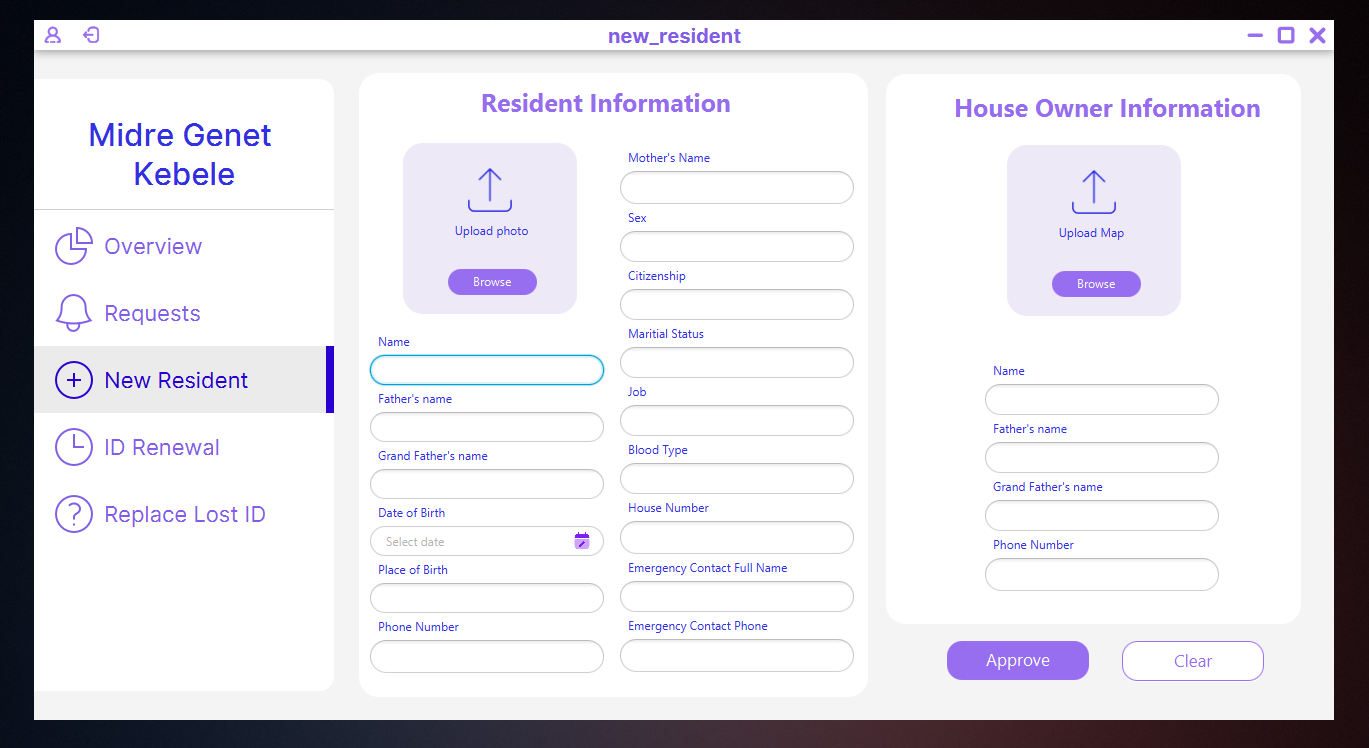 new_resident
Midre Genet
Kebele
Overview
Requests
New Resident
ID Renewal
Replace Lost ID
Resident Information
Upload photo
Browse
Name
Father's name
Grand Father's name
Date of Birth
Select date
Place of Birth
Phone Number
Mother's Name
Sex
Citizenship
Maritial Status
Job
Blood Type
House Number
Emergency Contact Full Name
Emergency Contact Phone
House Owner Information
Upload Map
Browse
Name
Father's name
Grand Father's name
Phone Number
Approve
Clear